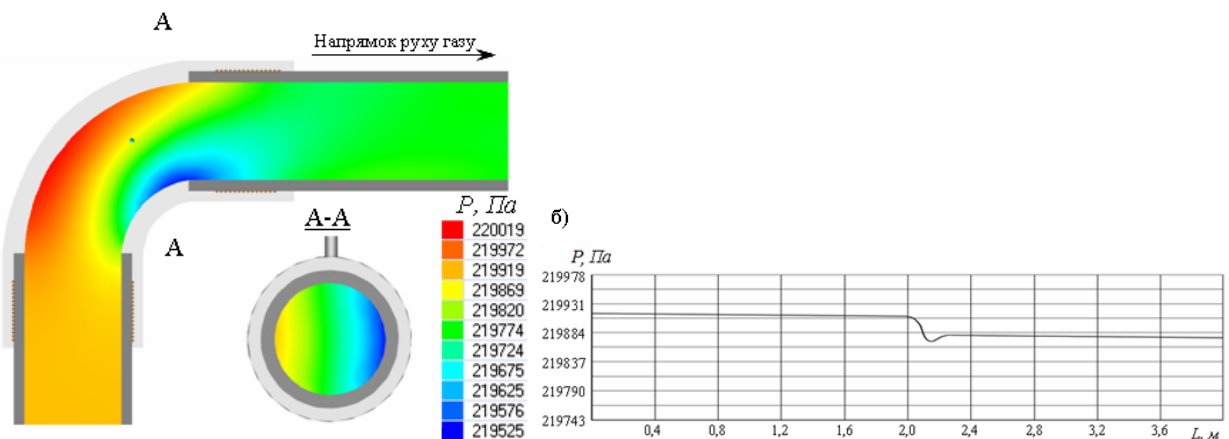 А
Напрямок руху газу
А
А-А
P, Па
220019
219972
219919
219869
219820
219774
219724
219675
219625
219576
219525
б)
P, Па
219978
219931
219884
219837
219790
219743
0,4 0,8 1,2 1,6 2,0 2,4 2,8 3,2 3,6 L, м